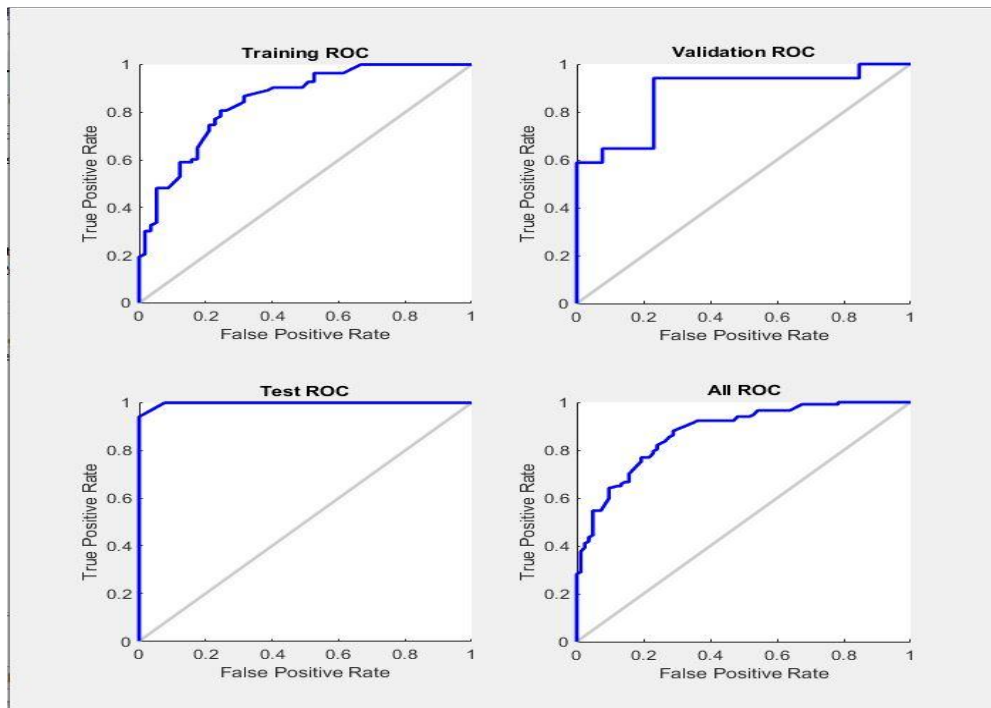 Training ROC
1
0.8
0.6
0.4
0.2
0
True Positive Rate
0 0.2 0.4 0.6 0.8 1
False Positive Rate
Validation ROC
1
0.8
0.6
0.4
0.2
0
True Positive Rate
0 0.2 0.4 0.6 0.8 1
False Positive Rate
Test ROC
1
0.8
0.6
0.4
0.2
0
True Positive Rate
0 0.2 0.4 0.6 0.8 1
False Positive Rate
All ROC
1
0.8
0.6
0.4
0.2
0
True Positive Rate
0 0.2 0.4 0.6 0.8 1
False Positive Rate